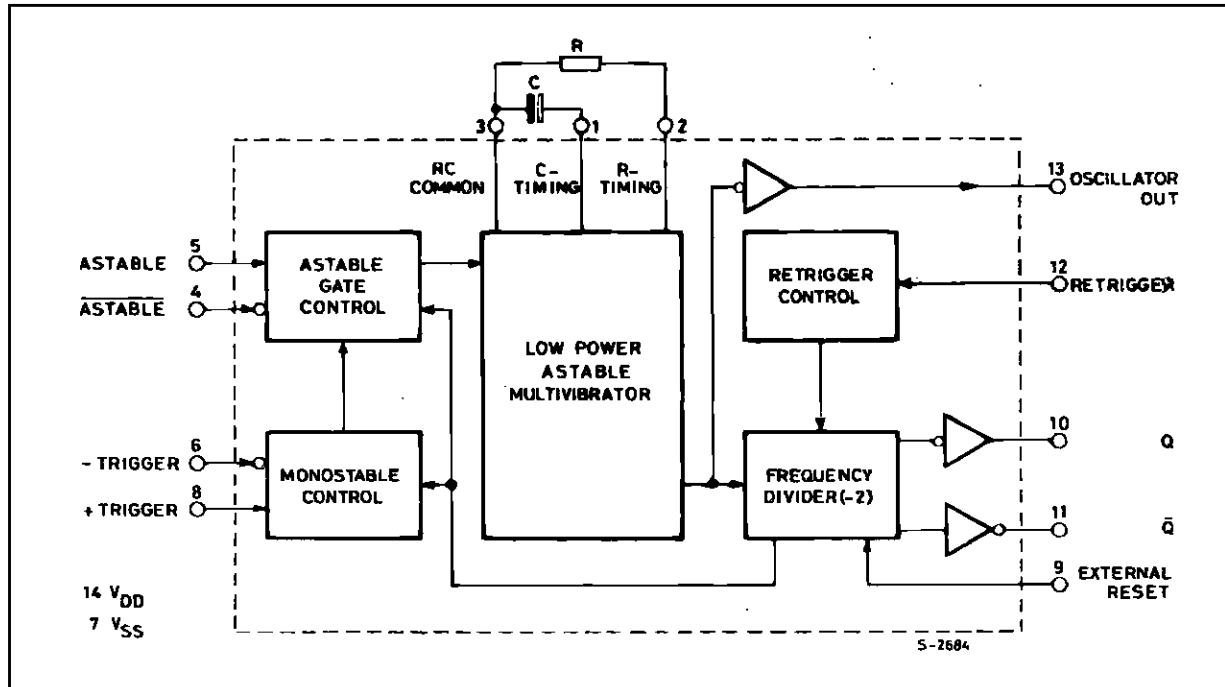 R
C
3
1
2
RC
COMMON
C-
TIMING
R-
TIMING
13
OSCILLATOR
OUT
5
ASTABLE
4
ASTABLE
ASTABLE
GATE
CONTROL
RETRIGGER
CONTROL
12
RETRIGGER
LOW POWER
ASTABLE
MULTIVIBRATOR
6
- TRIGGER
8
+ TRIGGER
MONOSTABLE
CONTROL
FREQUENCY
DIVIDER (-2)
10
Q
11
Q̄
9
EXTERNAL
RESET
14 VDD
7 VSS
S-2684